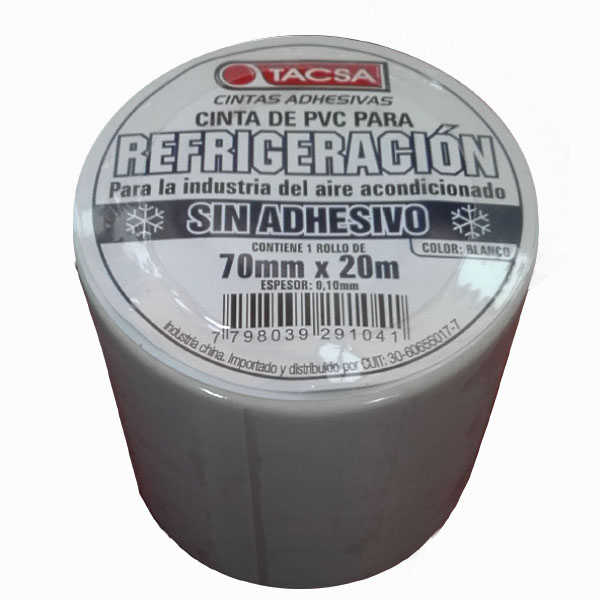 TACSA
CINTAS ADHESIVAS
CINTA DE PVC PARA
REFRIGERACIÓN
Para la industria del aire acondicionado
SIN ADHESIVO
COLOR: BLANCO
CONTIENE 1 ROLLO DE
70mm x 20m
ESPESOR: 0,10mm
7 798039 291041
Industria china. Importado y distribuido por CUIT: 30-60655017-7